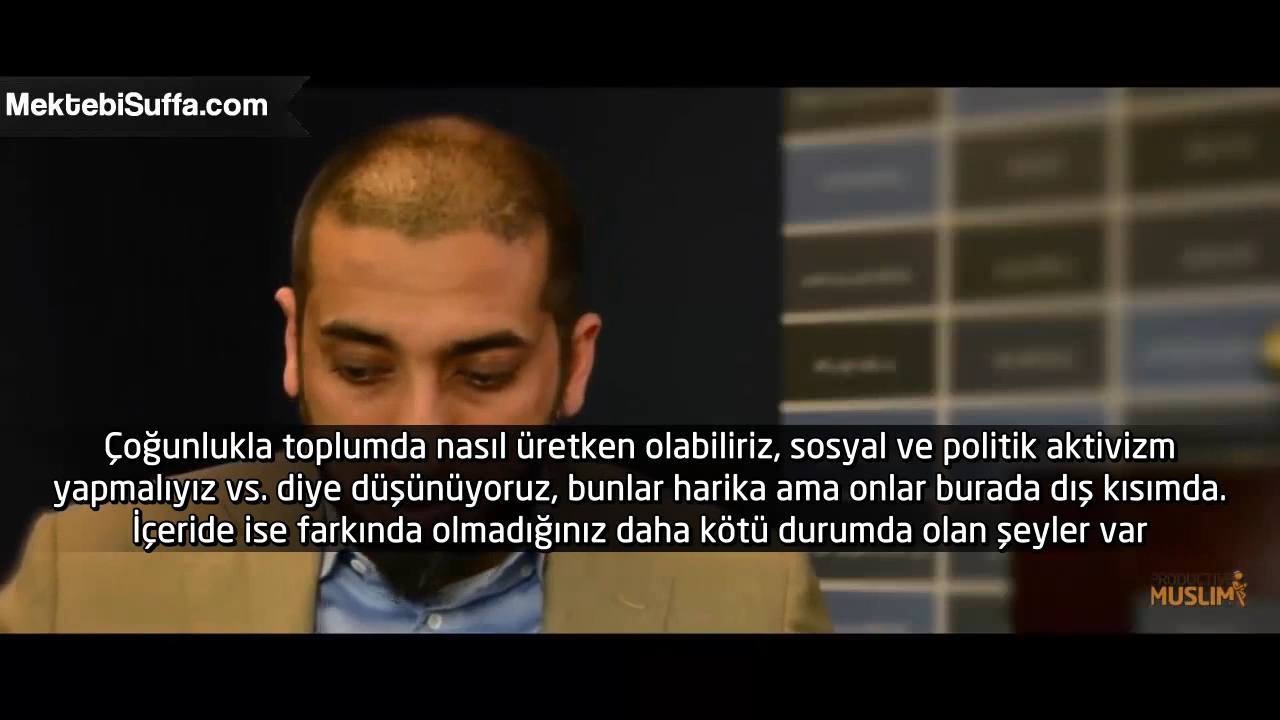 MektebiSuffa.com
Çoğunlukla toplumda nasıl üretken olabiliriz, sosyal ve politik aktivizm
yapmalıyız vs. diye düşünüyoruz, bunlar harika ama onlar burada dış kısımda.
İçeride ise farkında olmadığınız daha kötü durumda olan şeyler var
PRODUCTIVE
MUSLIM